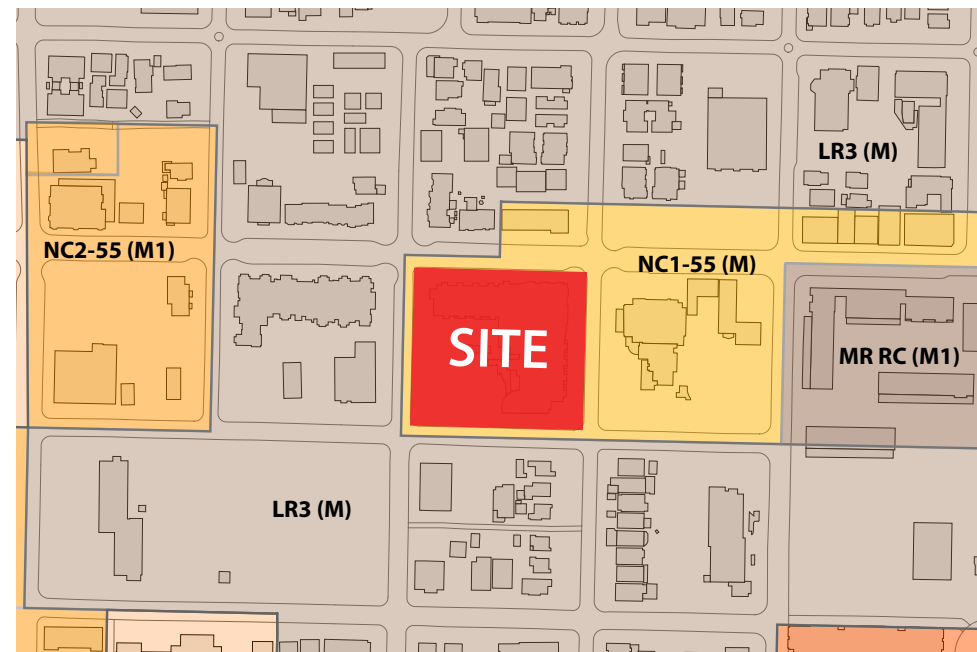 LR3 (M)
NC2-55 (M1)
NC1-55 (M)
SITE
MR RC (M1)
LR3 (M)